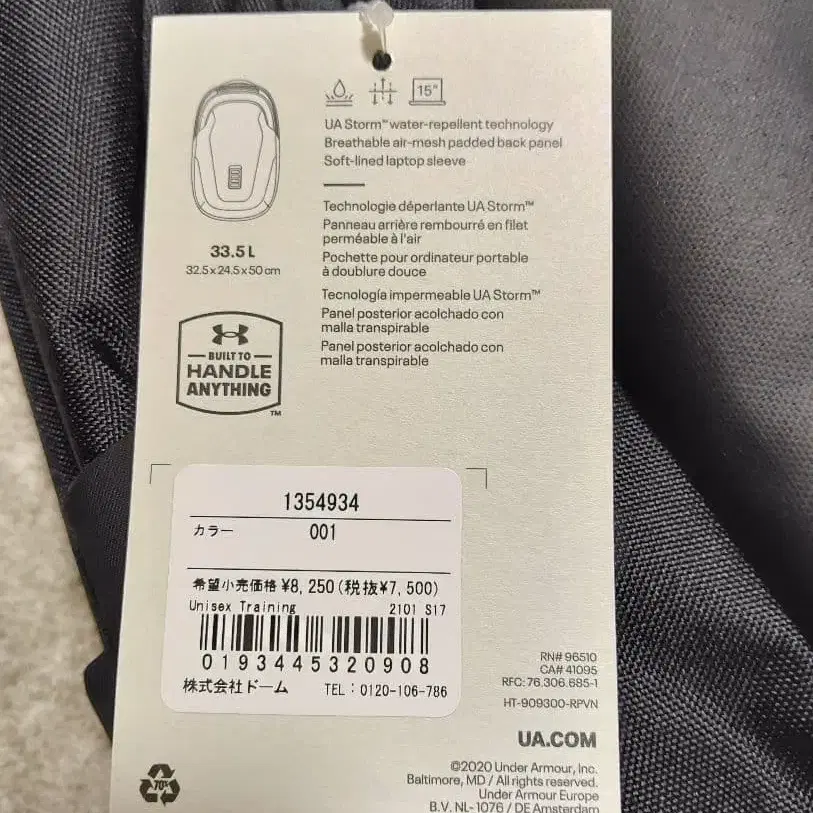 15"
UA Storm™ water-repellent technology
Breathable air-mesh padded back panel
Soft-lined laptop sleeve
Technologie déperlante UA Storm™
Panneau arrière rembourré en filet
perméable à l'air
Pochette pour ordinateur portable
à doublure douce
Tecnología impermeable UA Storm™
Panel posterior acolchado con
malla transpirable
Panel posterior acolchado con
malla transpirable
33.5 L
32.5 x 24.5 x 50 cm
BUILT TO
HANDLE
ANYTHING
™
1354934
カラー 001
希望小売価格 ¥8,250(税抜¥7,500)
Unisex Training 2101 S17
0193445320908
株式会社ドーム TEL:0120-106-786
RN# 96510
CA# 41095
RFC: 76.306.685-1
HT-909300-RPVN
UA.COM
©2020 Under Armour, Inc.
Baltimore, MD / All rights reserved.
Under Armour Europe
B.V. NL-1076 / DE Amsterdam
70%